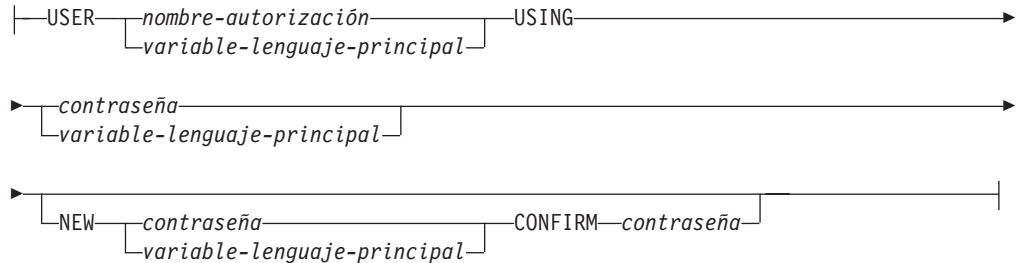 USER nombre-autorización USING
variable-lenguaje-principal
contraseña
variable-lenguaje-principal
NEW contraseña CONFIRM contraseña
variable-lenguaje-principal